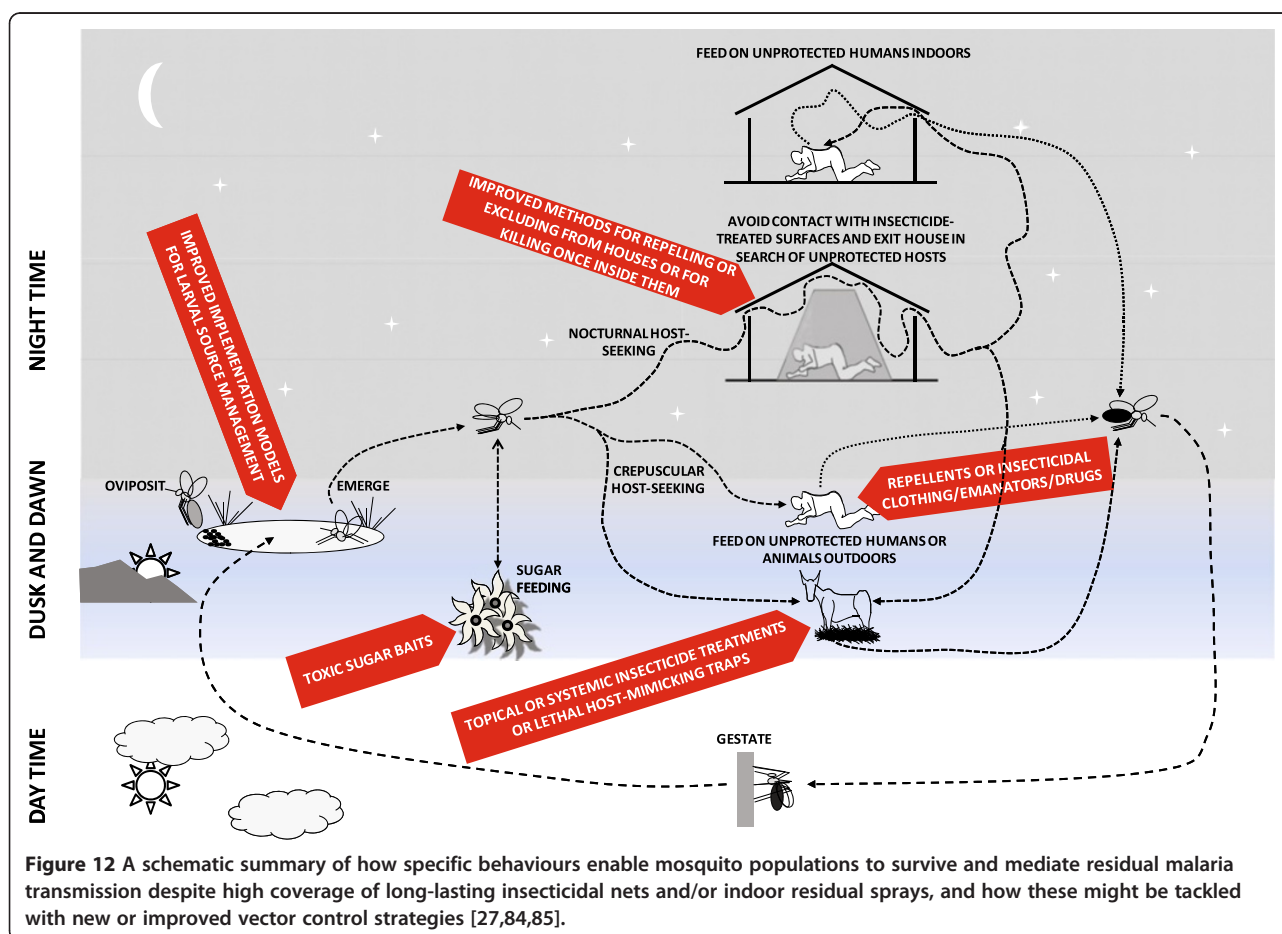 FEED ON UNPROTECTED HUMANS INDOORS
IMPROVED METHODS FOR REPELLING OR
EXCLUDING FROM HOUSES OR FOR
KILLING ONCE INSIDE THEM
AVOID CONTACT WITH INSECTICIDE-
TREATED SURFACES AND EXIT HOUSE IN
SEARCH OF UNPROTECTED HOSTS
IMPROVED IMPLEMENTATION MODELS
FOR LARVAL SOURCE MANAGEMENT
NIGHT TIME
NOCTURNAL HOST-
SEEKING
CREPUSCULAR
HOST-SEEKING
REPELLENTS OR INSECTICIDAL
CLOTHING/EMANATORS/DRUGS
OVIPOSIT
EMERGE
DUSK AND DAWN
FEED ON UNPROTECTED HUMANS OR
ANIMALS OUTDOORS
SUGAR
FEEDING
TOXIC SUGAR BAITS
TOPICAL OR SYSTEMIC INSECTICIDE TREATMENTS
OR LETHAL HOST-MIMICKING TRAPS
DAY TIME
GESTATE
Figure 12 A schematic summary of how specific behaviours enable mosquito populations to survive and mediate residual malaria
transmission despite high coverage of long-lasting insecticidal nets and/or indoor residual sprays, and how these might be tackled
with new or improved vector control strategies [27,84,85].